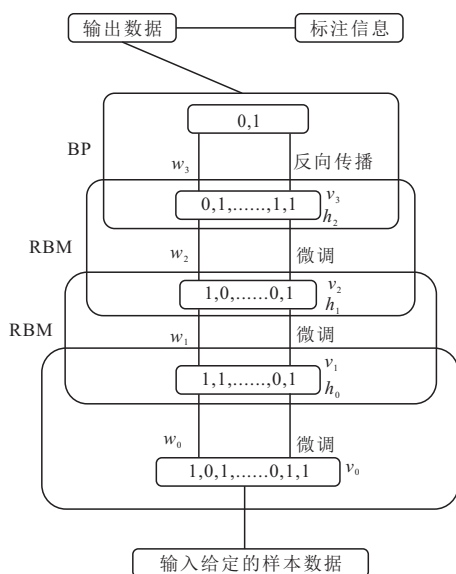 输出数据 标注信息
0,1
BP
w₃ 反向传播
v₃
0,1,......,1,1
h₂
RBM
w₂ 微调
v₂
1,0,......0,1
h₁
RBM
w₁ 微调
v₁
1,1,......,0,1
h₀
w₀ 微调
1,0,1,......0,1,1 v₀
输入给定的样本数据